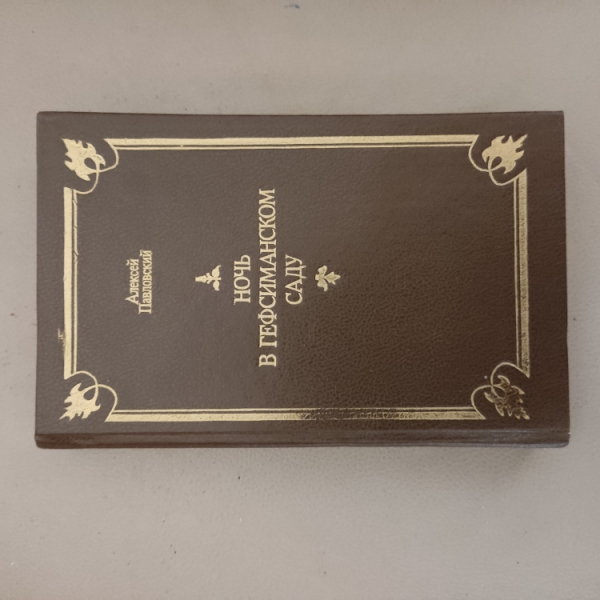 Алексей
Павловский
НОЧЬ
В ГЕФСИМАНСКОМ
САДУ